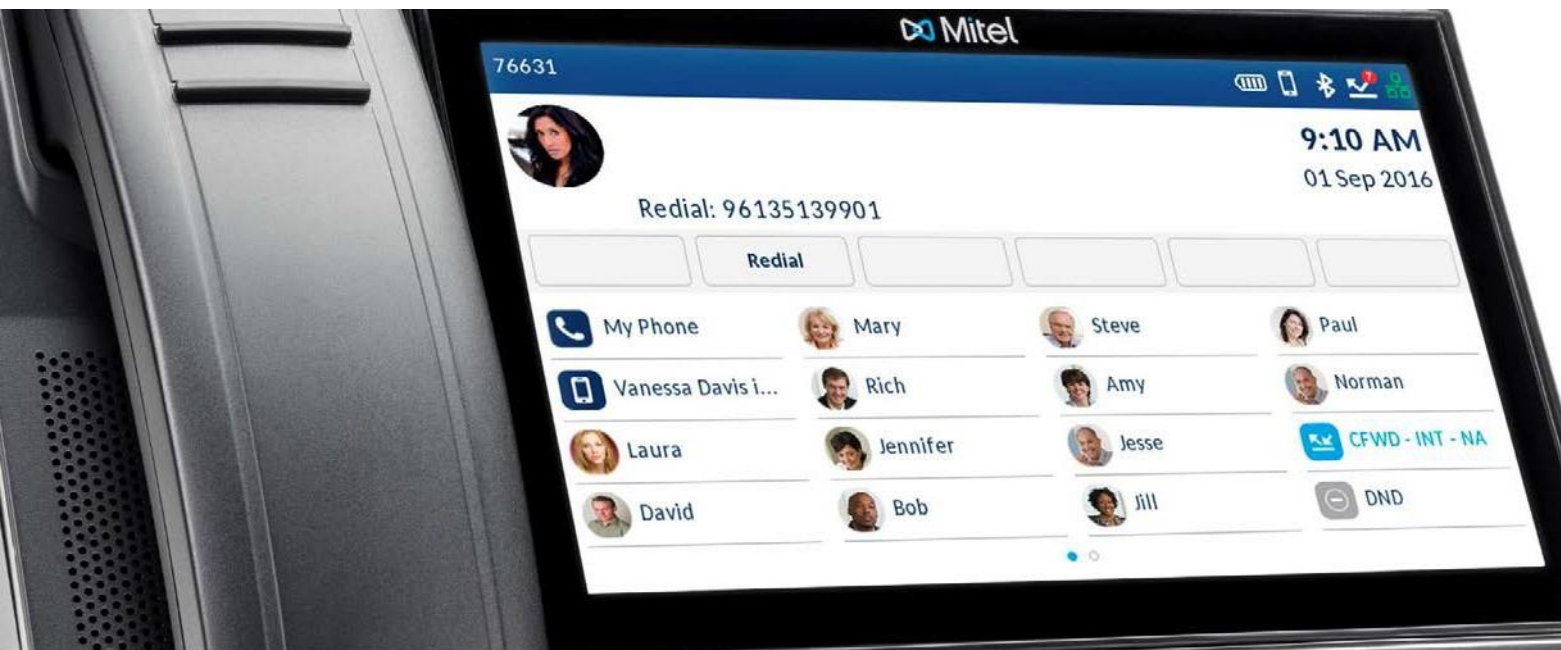 Mitel
76631
7
9:10 AM
01 Sep 2016
Redial: 96135139901
Redial
My Phone
Mary
Steve
Paul
Vanessa Davis i...
Rich
Amy
Norman
Laura
Jennifer
Jesse
CFWD - INT - NA
David
Bob
Jill
DND